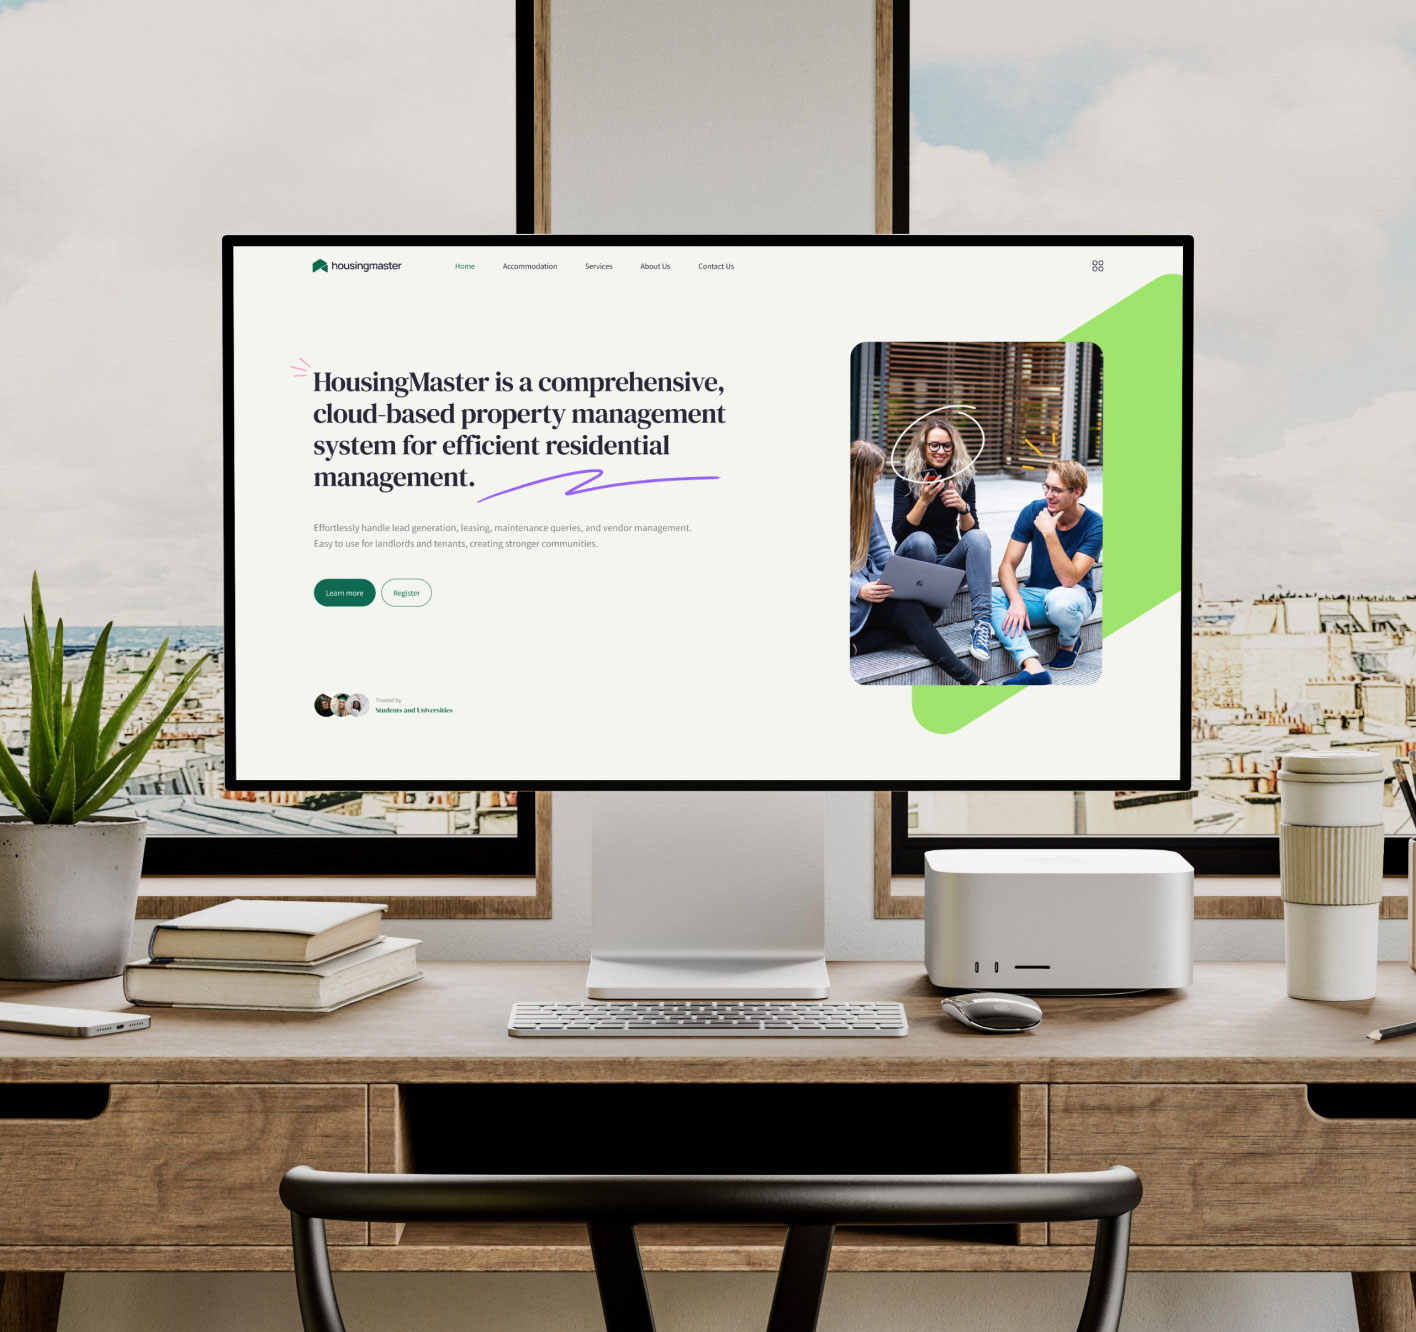 housingmaster
Home
Accommodation
Services
About Us
Contact Us
HousingMaster is a comprehensive,
cloud-based property management
system for efficient residential
management.
Effortlessly handle lead generation, leasing, maintenance queries, and vendor management.
Easy to use for landlords and tenants, creating stronger communities.
Learn more
Register
Trusted by
Students and Universities